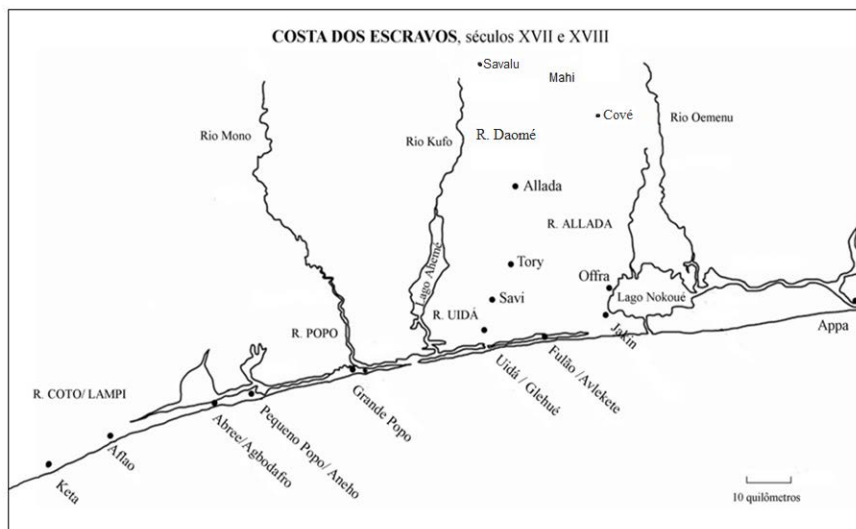 COSTA DOS ESCRAVOS, séculos XVII e XVIII
Savalu
Mahi
Rio Mono
Rio Kufo
R. Daomé
Cové
Rio Oemenu
Allada
R. ALLADA
Lago Ahemé
Tory
Offra
Savi
Lago Nokoué
R. UIDÁ
Jakin
Appa
R. POPO
Uidá / Glehué
Fulão /Avlekete
Grande Popo
R. COTO/ LAMPI
Pequeno Popo/ Aneho
Abree/Agbodafro
Aflao
Keta
10 quilômetros